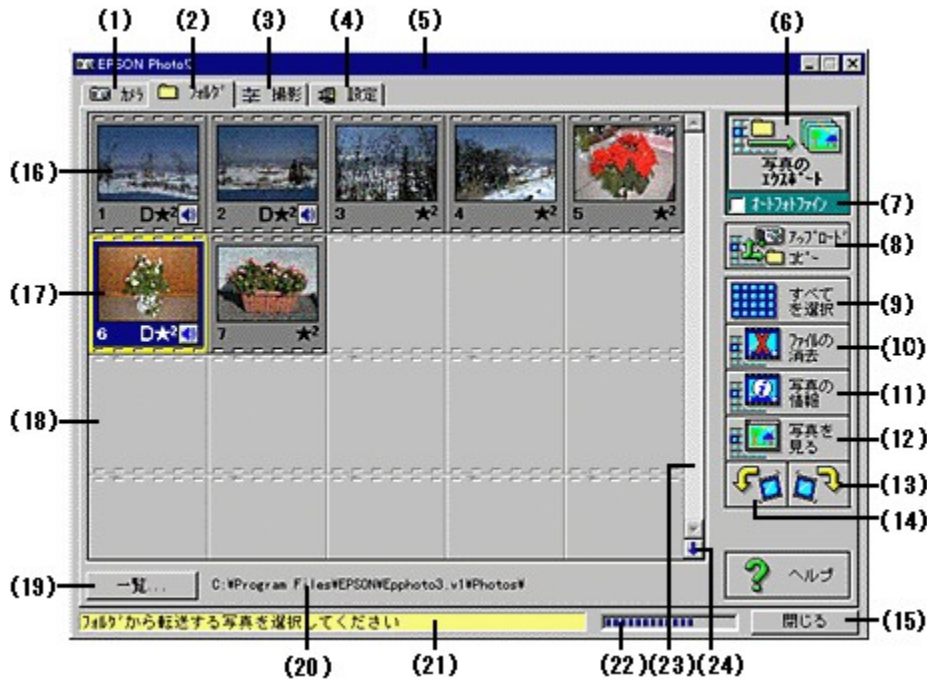 (1) (2) (3) (4) (5) (6)
EPSON Photo!3
カメラ フォルダ 撮影 設定
写真の
エクスポート
オートフォトファイン
(7)
アップロード
コピー
(8)
すべて
を選択
(9)
ファイルの
消去
(10)
写真の
情報
(11)
写真を
見る
(12)
(13)
(14)
ヘルプ
閉じる
(15)
(16)
1 D★² 2 D★² 3 ★² 4 ★² 5 ★²
(17)
6 D★² 7 ★²
(18)
(19)
一覧...
C:¥Program Files¥EPSON¥Epphoto3.v1¥Photos¥
フォルダから転送する写真を選択してください
(20) (21) (22) (23) (24)